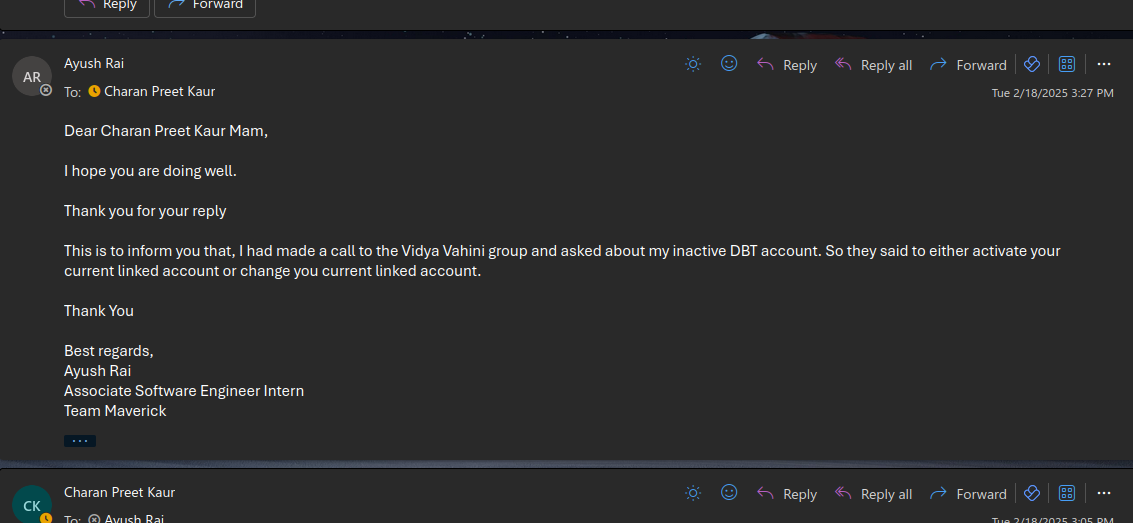 Reply Forward
AR
Ayush Rai
Reply Reply all Forward
To: Charan Preet Kaur
Tue 2/18/2025 3:27 PM
Dear Charan Preet Kaur Mam,
I hope you are doing well.
Thank you for your reply
This is to inform you that, I had made a call to the Vidya Vahini group and asked about my inactive DBT account. So they said to either activate your
current linked account or change you current linked account.
Thank You
Best regards,
Ayush Rai
Associate Software Engineer Intern
Team Maverick
...
CK
Charan Preet Kaur
Reply Reply all Forward
To: Ayush Rai
Tue 2/18/2025 3:05 PM